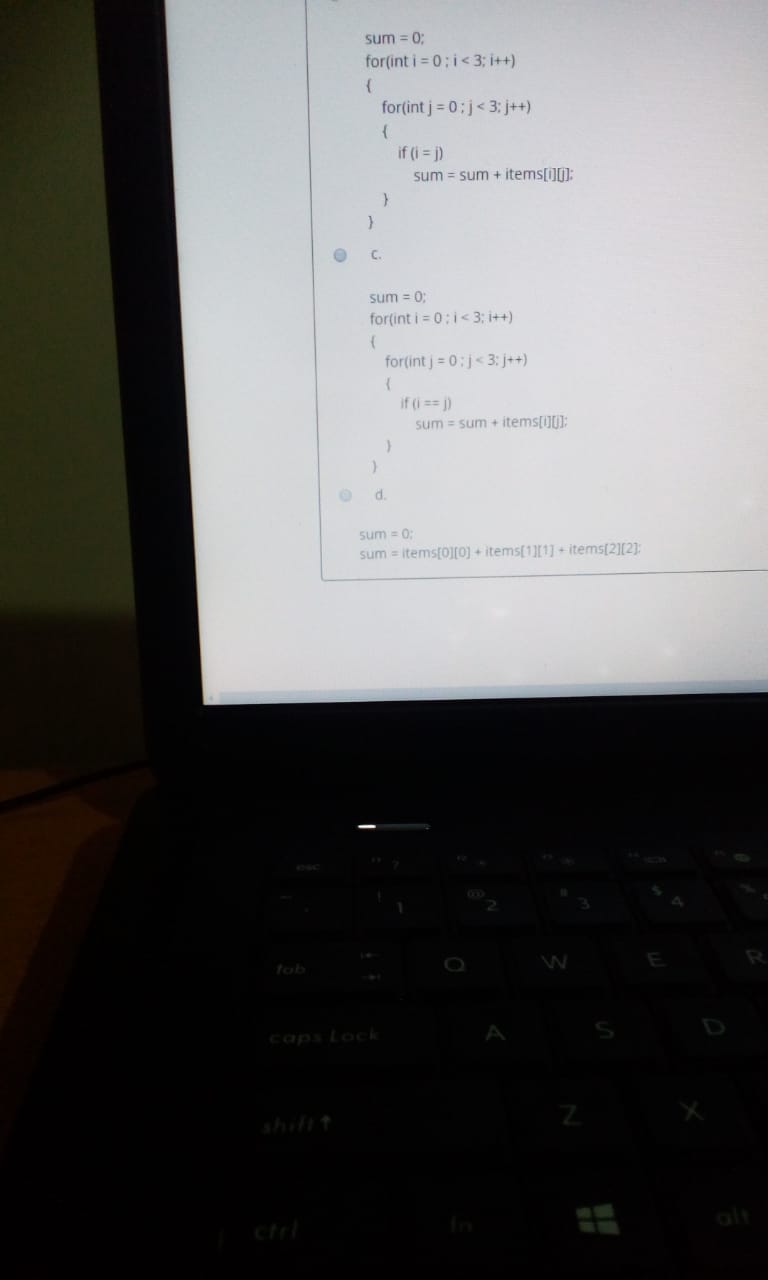 sum = 0;
for(int i = 0 ; i < 3; i++)
{
for(int j = 0 ; j < 3; j++)
{
if (i = j)
sum = sum + items[i][j];
}
}
c.
sum = 0;
for(int i = 0 ; i < 3; i++)
{
for(int j = 0 ; j < 3; j++)
{
if (i == j)
sum = sum + items[i][j];
}
}
d.
sum = 0;
sum = items[0][0] + items[1][1] + items[2][2];
esc
? 
! 1 2 # 3 $ 4 %
tab Q W E R
caps Lock A S D
shift ↑ Z X
ctrl fn alt